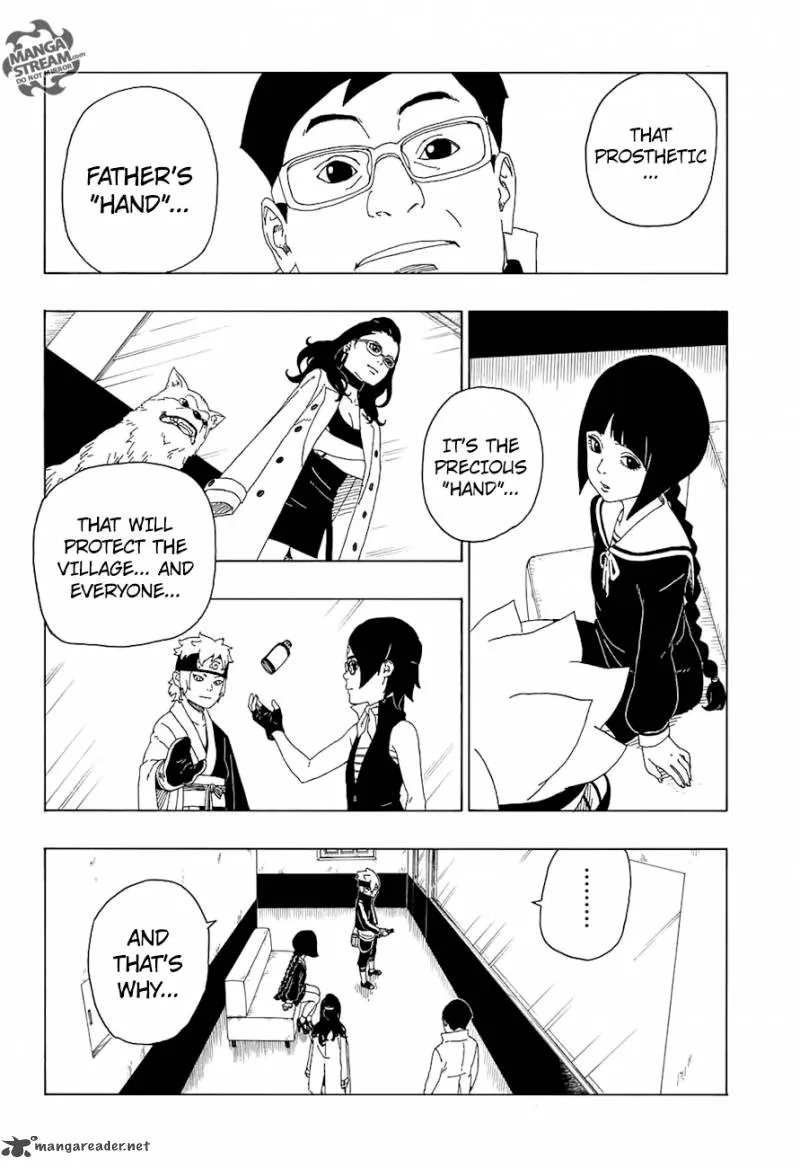 MANGA
STREAM.com
DO NOT MIRROR!
THAT
PROSTHETIC
...
FATHER'S
"HAND"...
IT'S THE
PRECIOUS
"HAND"...
THAT WILL
PROTECT THE
VILLAGE... AND
EVERYONE...
.........
AND
THAT'S
WHY...
mangareader.net